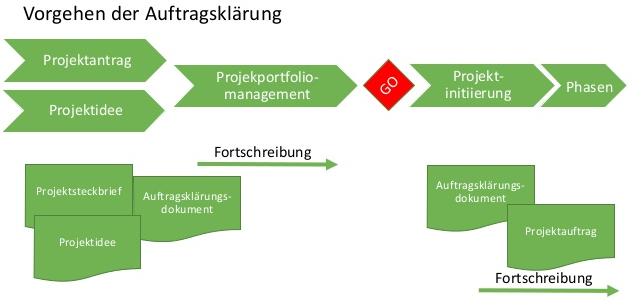 Vorgehen der Auftragsklärung
Projektantrag
Projektidee
Projekportfolio-
management
GO
Projekt-
initiierung
Phasen
Fortschreibung
Projektsteckbrief
Auftragsklärungs-
dokument
Projektidee
Auftragsklärungs-
dokument
Projektauftrag
Fortschreibung